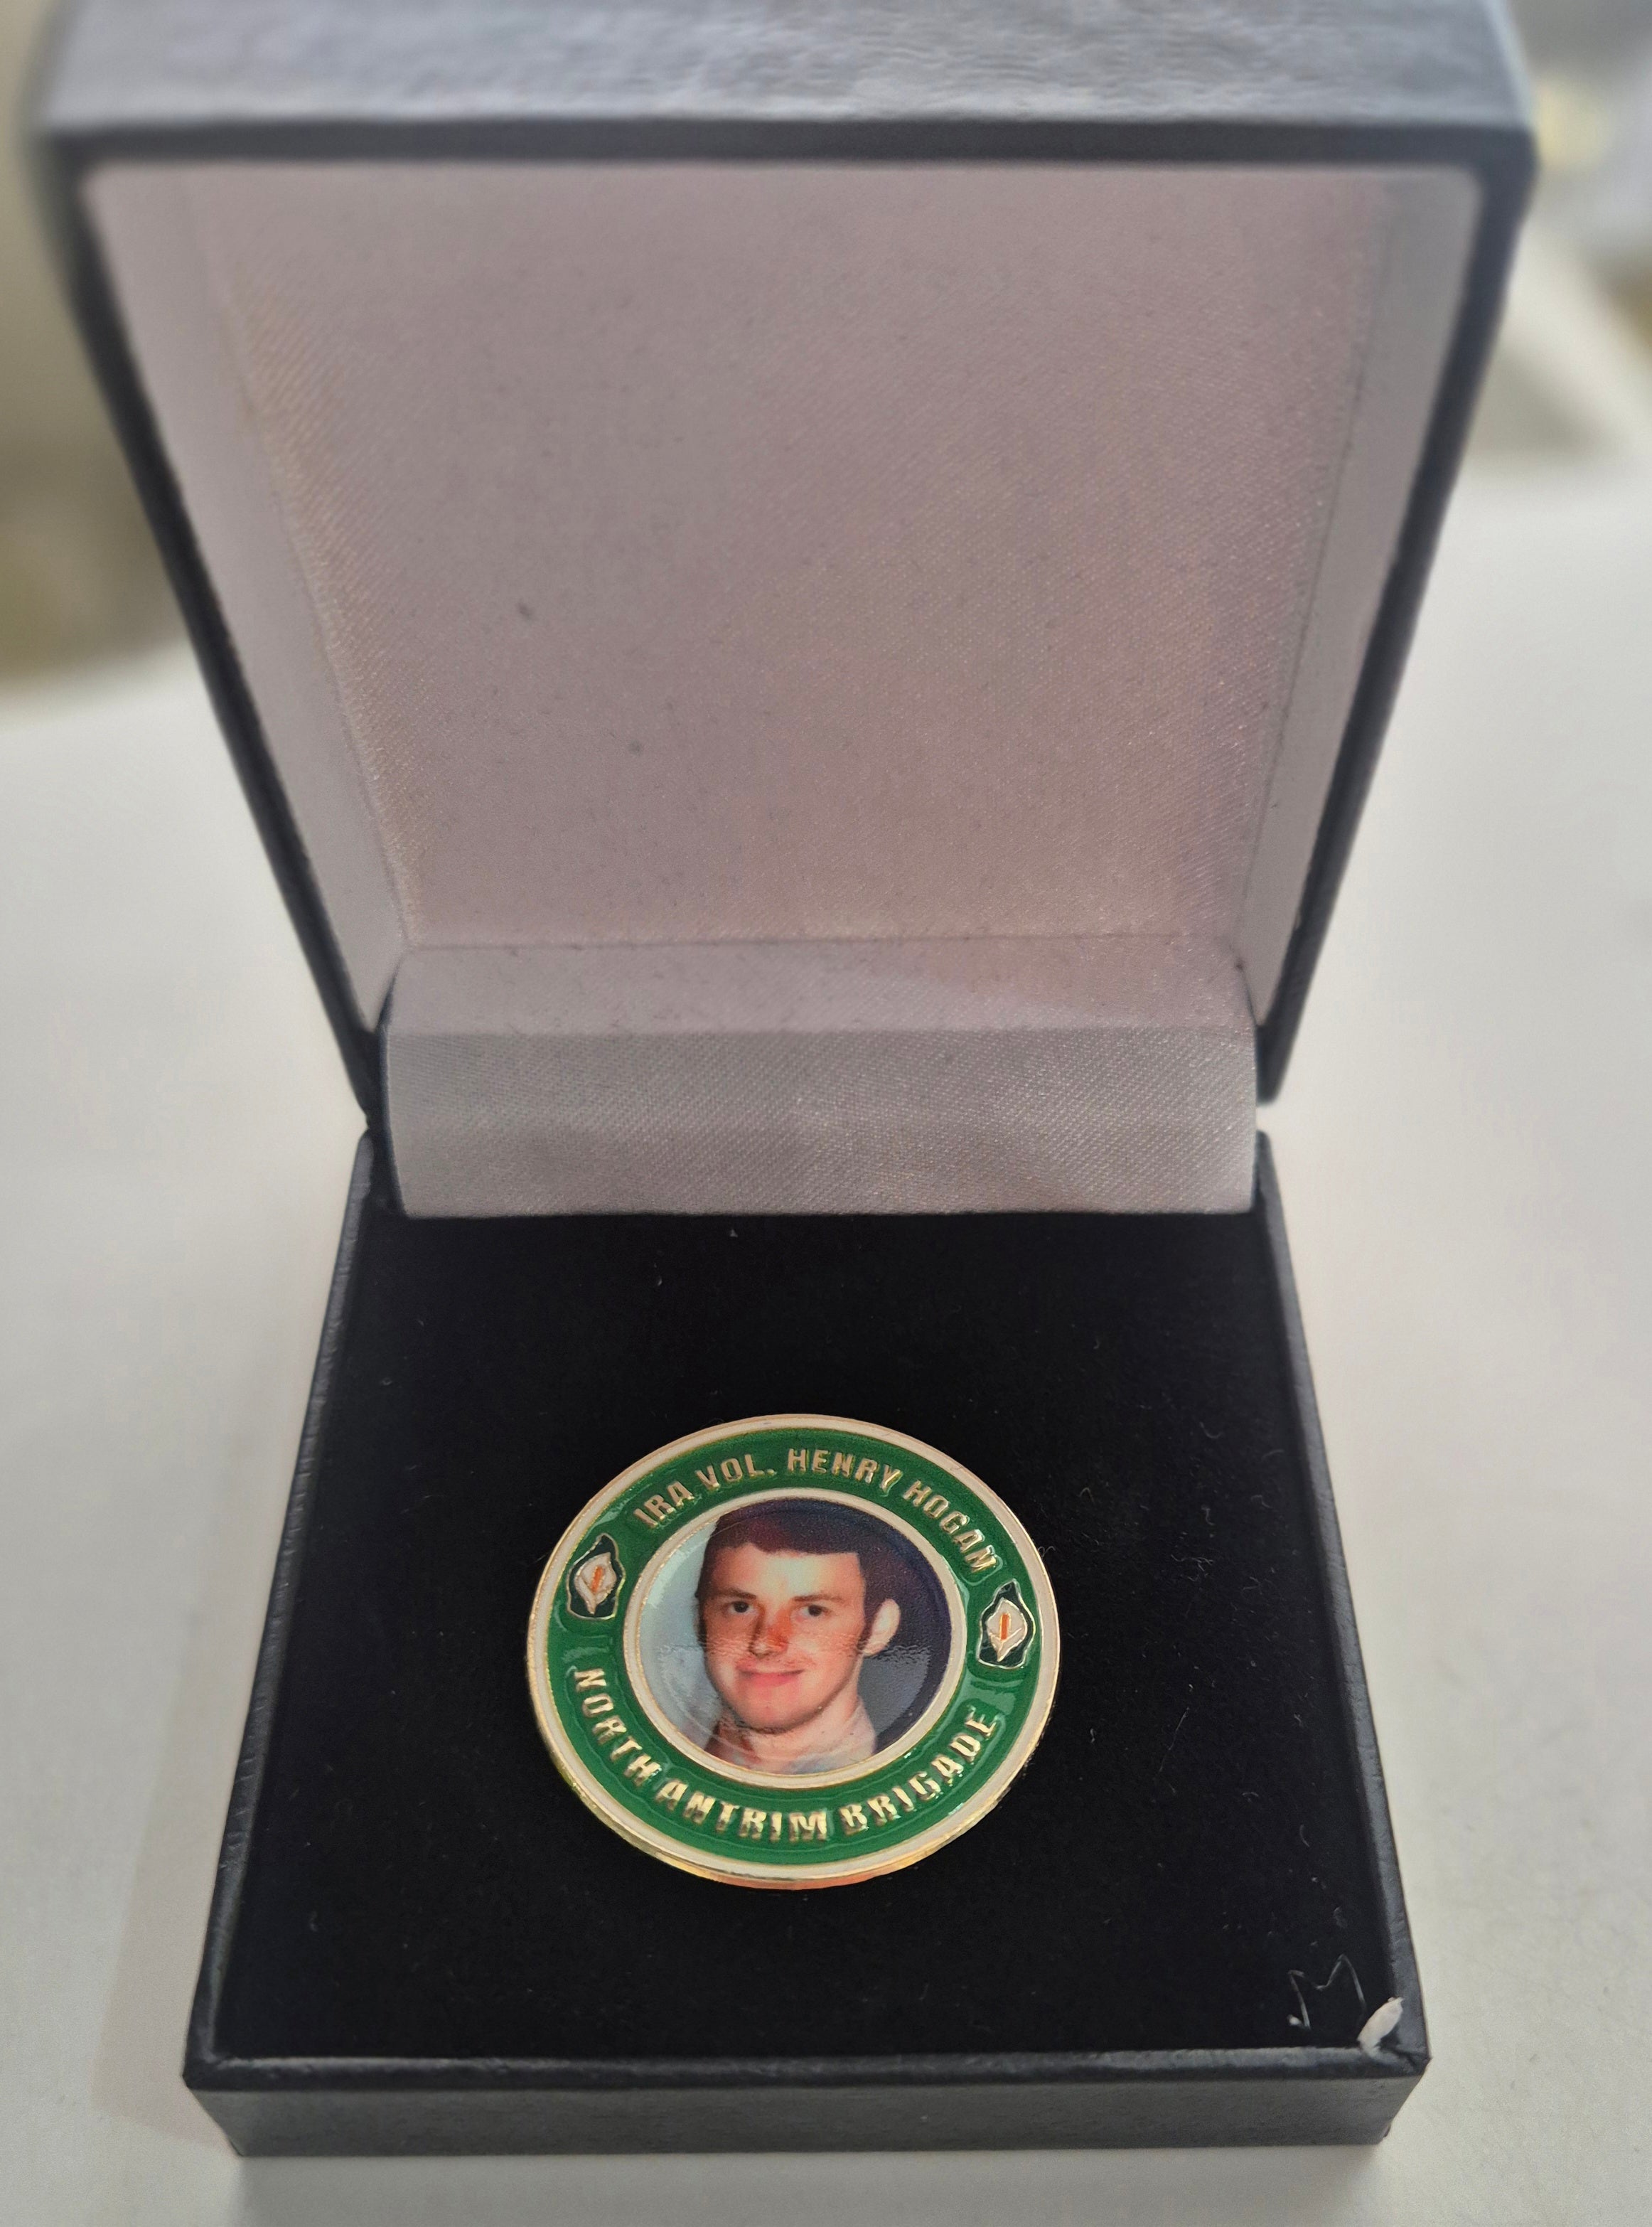 IRA VOL. HENRY HOGAN
NORTH ANTRIM BRIGADE